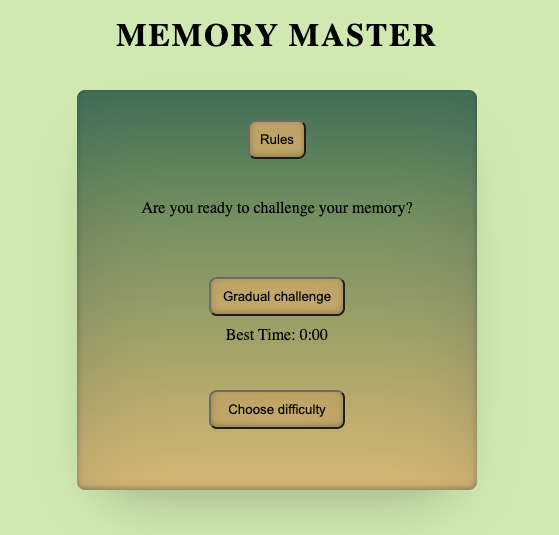 MEMORY MASTER
Rules
Are you ready to challenge your memory?
Gradual challenge
Best Time: 0:00
Choose difficulty